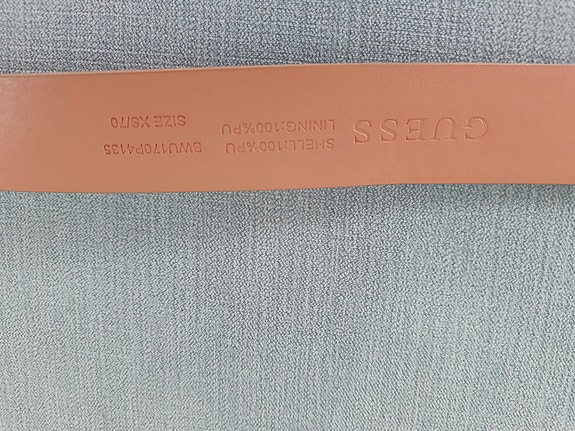 GUESS
SHELL:100%PU
LINING:100%PU
BWU170P4135
SIZE XS/70